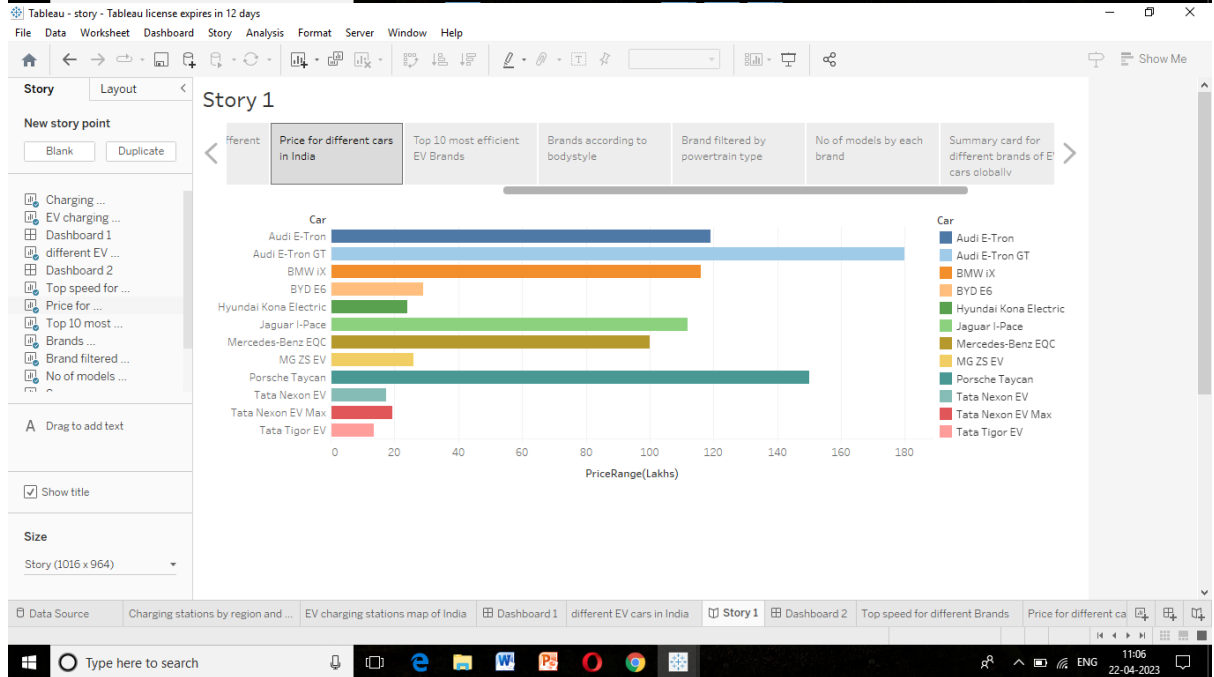 Tableau - story - Tableau license expires in 12 days
File Data Worksheet Dashboard Story Analysis Format Server Window Help
Show Me
Story Layout
New story point
Blank Duplicate
Charging ...
EV charging ...
Dashboard 1
different EV ...
Dashboard 2
Top speed for ...
Price for ...
Top 10 most ...
Brands ...
Brand filtered ...
No of models ...
A Drag to add text
Show title
Size
Story (1016 x 964)
Story 1
fferent
Price for different cars
in India
Top 10 most efficient
EV Brands
Brands according to
bodystyle
Brand filtered by
powertrain type
No of models by each
brand
Summary card for
different brands of E
cars globally
Car
Audi E-Tron
Audi E-Tron GT
BMW iX
BYD E6
Hyundai Kona Electric
Jaguar I-Pace
Mercedes-Benz EQC
MG ZS EV
Porsche Taycan
Tata Nexon EV
Tata Nexon EV Max
Tata Tigor EV
0 20 40 60 80 100 120 140 160 180
PriceRange(Lakhs)
Car
Audi E-Tron
Audi E-Tron GT
BMW iX
BYD E6
Hyundai Kona Electric
Jaguar I-Pace
Mercedes-Benz EQC
MG ZS EV
Porsche Taycan
Tata Nexon EV
Tata Nexon EV Max
Tata Tigor EV
Data Source Charging stations by region and ... EV charging stations map of India Dashboard 1 different EV cars in India Story 1 Dashboard 2 Top speed for different Brands Price for different ca
Type here to search
ENG
11:06
22-04-2023